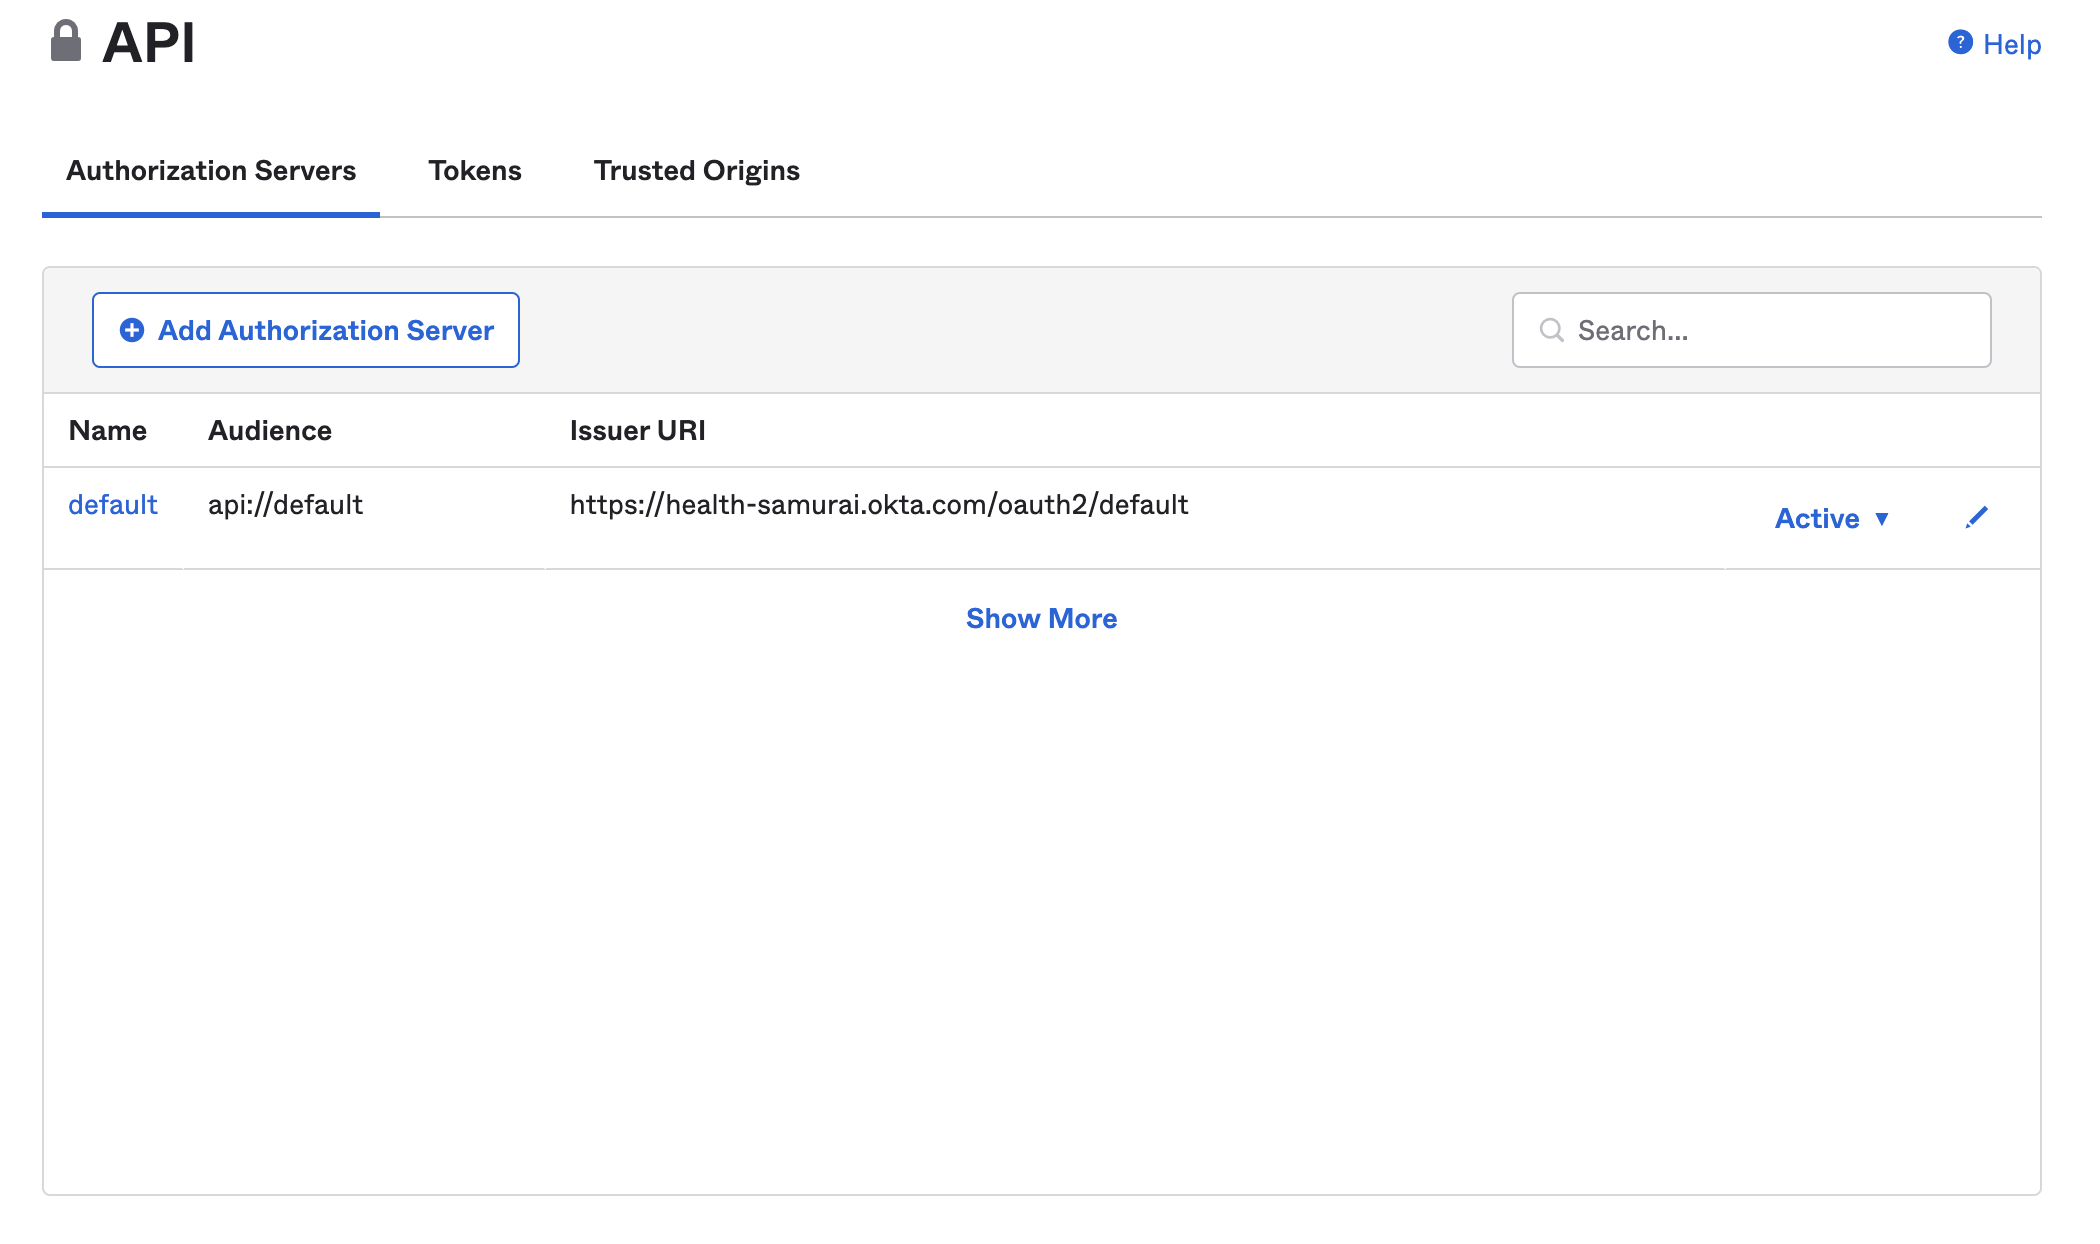 API
? Help
Authorization Servers Tokens Trusted Origins
Add Authorization Server Search...
Name Audience Issuer URI
default api://default https://health-samurai.okta.com/oauth2/default Active ▼
Show More